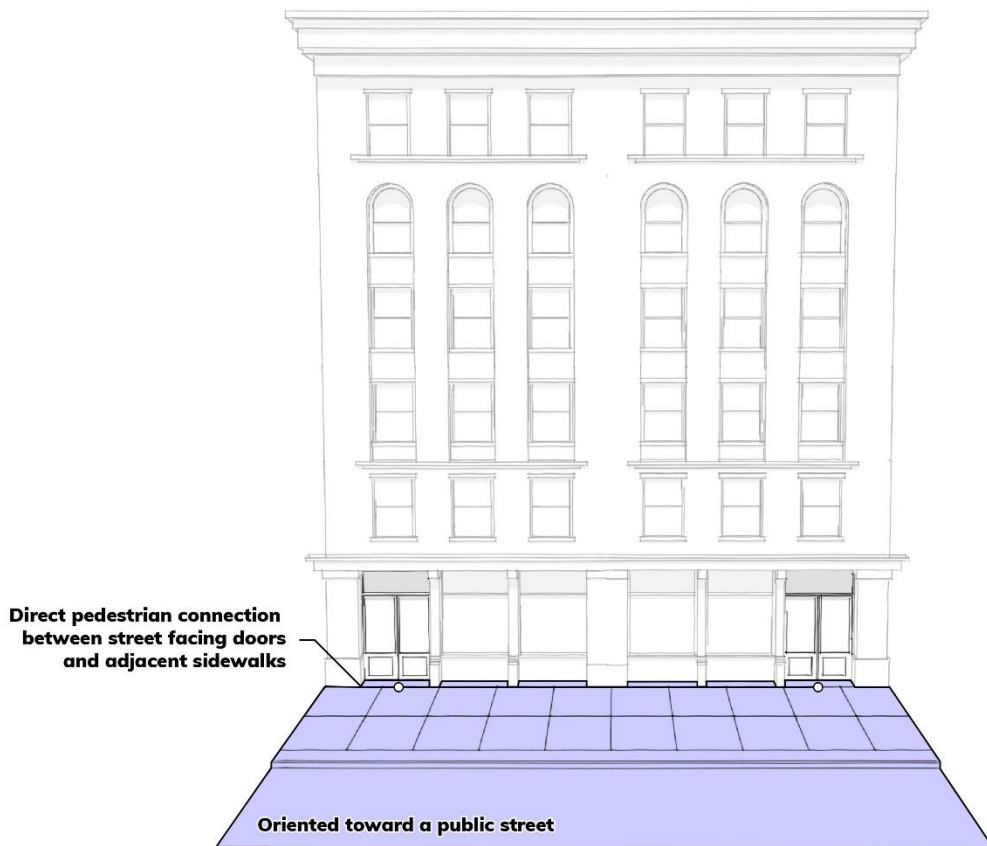 Direct pedestrian connection
between street facing doors
and adjacent sidewalks
Oriented toward a public street